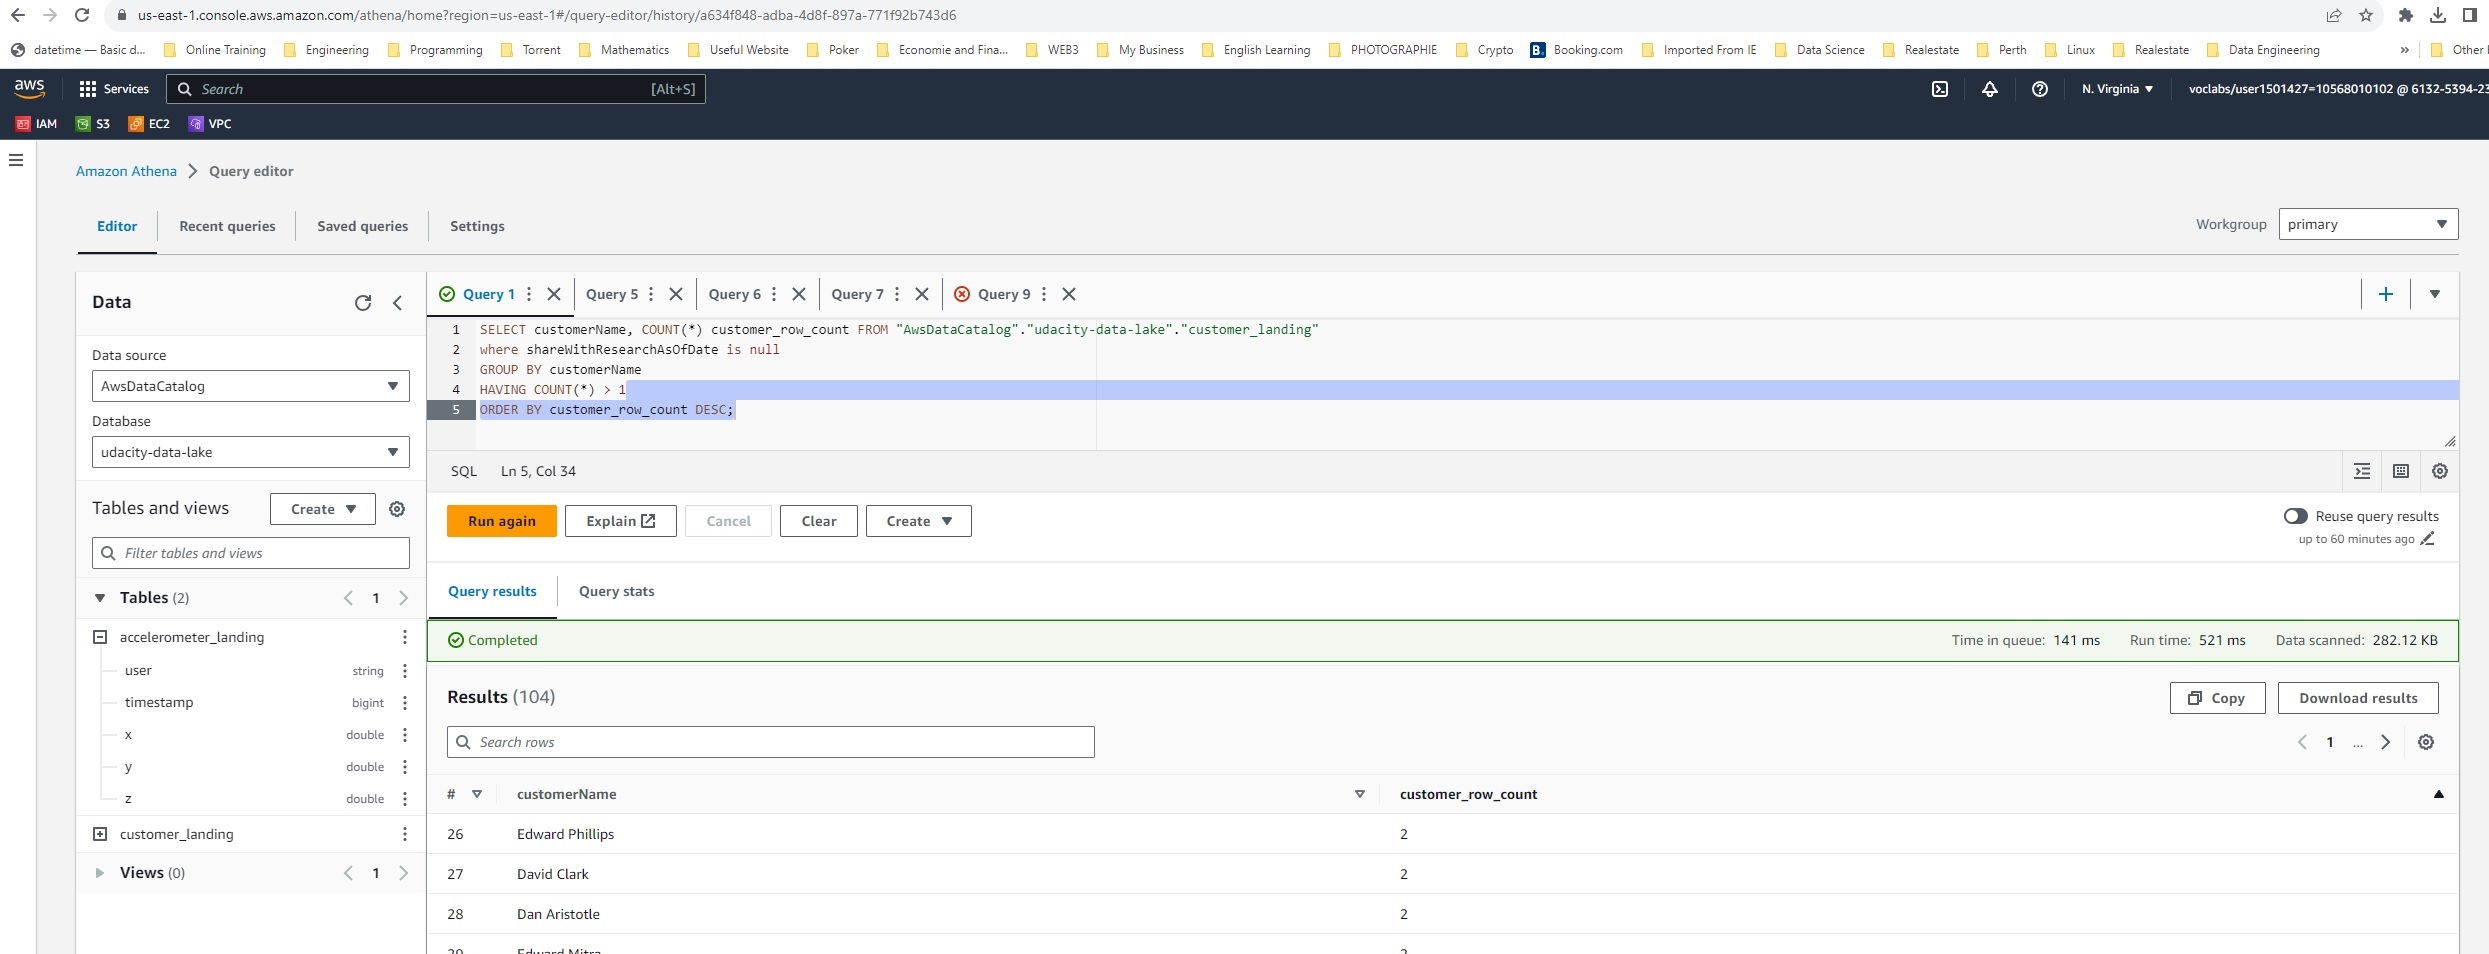 us-east-1.console.aws.amazon.com/athena/home?region=us-east-1#/query-editor/history/a634f848-adba-4d8f-897a-771f92b743d6
datetime — Basic d... Online Training Engineering Programming Torrent Mathematics Useful Website Poker Economie and Fina... WEB3 My Business English Learning PHOTOGRAPHIE Crypto B. Booking.com Imported From IE Data Science Realestate Perth Linux Realestate Data Engineering » Other
aws Services Search [Alt+S] N. Virginia voclabs/user1501427=10568010102 @ 6132-5394-23
IAM S3 EC2 VPC
Amazon Athena > Query editor
Editor Recent queries Saved queries Settings Workgroup primary
Data
Query 1 Query 5 Query 6 Query 7 Query 9
1 SELECT customerName, COUNT(*) customer_row_count FROM "AwsDataCatalog"."udacity-data-lake"."customer_landing"
2 where shareWithResearchAsOfDate is null
3 GROUP BY customerName
4 HAVING COUNT(*) > 1
5 ORDER BY customer_row_count DESC;
Data source
AwsDataCatalog
Database
udacity-data-lake
SQL Ln 5, Col 34
Tables and views Create
Filter tables and views
Run again Explain Cancel Clear Create
Reuse query results
up to 60 minutes ago
Tables (2) 1
accelerometer_landing
user string
timestamp bigint
x double
y double
z double
customer_landing
Views (0) 1
Query results Query stats
Completed Time in queue: 141 ms Run time: 521 ms Data scanned: 282.12 KB
Results (104) Copy Download results
Search rows 1 ...
# customerName customer_row_count
26 Edward Phillips 2
27 David Clark 2
28 Dan Aristotle 2
29 Edward Mitra 2